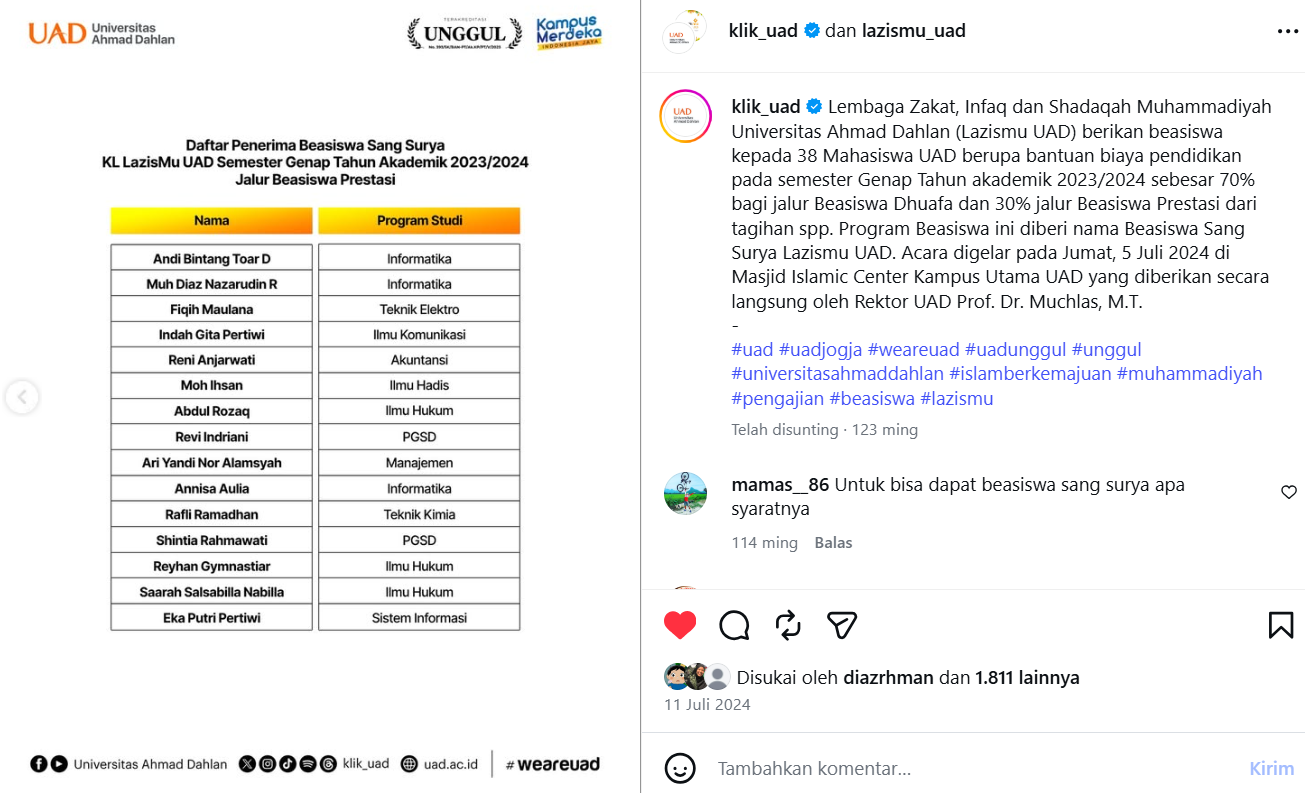 UAD Universitas
Ahmad Dahlan
TERAKREDITASI
UNGGUL
Kampus
Merdeka
INDONESIA JAYA
Daftar Penerima Beasiswa Sang Surya
KL LazisMu UAD Semester Genap Tahun Akademik 2023/2024
Jalur Beasiswa Prestasi
Nama Program Studi
Andi Bintang Toar D Informatika
Muh Diaz Nazarudin R Informatika
Fiqih Maulana Teknik Elektro
Indah Gita Pertiwi Ilmu Komunikasi
Reni Anjarwati Akuntansi
Moh Ihsan Ilmu Hadis
Abdul Rozaq Ilmu Hukum
Revi Indriani PGSD
Ari Yandi Nor Alamsyah Manajemen
Annisa Aulia Informatika
Rafli Ramadhan Teknik Kimia
Shintia Rahmawati PGSD
Reyhan Gymnastiar Ilmu Hukum
Saarah Salsabilla Nabilla Ilmu Hukum
Eka Putri Pertiwi Sistem Informasi
Universitas Ahmad Dahlan klik_uad uad.ac.id #weareuad
klik_uad dan lazismu_uad
klik_uad Lembaga Zakat, Infaq dan Shadaqah Muhammadiyah
Universitas Ahmad Dahlan (Lazismu UAD) berikan beasiswa
kepada 38 Mahasiswa UAD berupa bantuan biaya pendidikan
pada semester Genap Tahun akademik 2023/2024 sebesar 70%
bagi jalur Beasiswa Dhuafa dan 30% jalur Beasiswa Prestasi dari
tagihan spp. Program Beasiswa ini diberi nama Beasiswa Sang
Surya Lazismu UAD. Acara digelar pada Jumat, 5 Juli 2024 di
Masjid Islamic Center Kampus Utama UAD yang diberikan secara
langsung oleh Rektor UAD Prof. Dr. Muchlas, M.T.
-
#uad #uadjogja #weareuad #uadunggul #unggul
#universitasahmaddahlan #islamberkemajuan #muhammadiyah
#pengajian #beasiswa #lazismu
Telah disunting · 123 ming
mamas__86 Untuk bisa dapat beasiswa sang surya apa
syaratnya
114 ming Balas
Disukai oleh diazrhman dan 1.811 lainnya
11 Juli 2024
Tambahkan komentar... Kirim